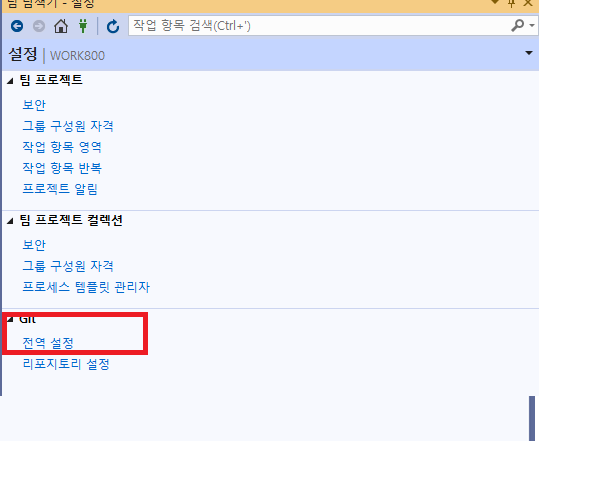 팀 탐색기 - 설정
작업 항목 검색(Ctrl+')
설정 | WORK800
팀 프로젝트
보안
그룹 구성원 자격
작업 항목 영역
작업 항목 반복
프로젝트 알림
팀 프로젝트 컬렉션
보안
그룹 구성원 자격
프로세스 템플릿 관리자
Git
전역 설정
리포지토리 설정